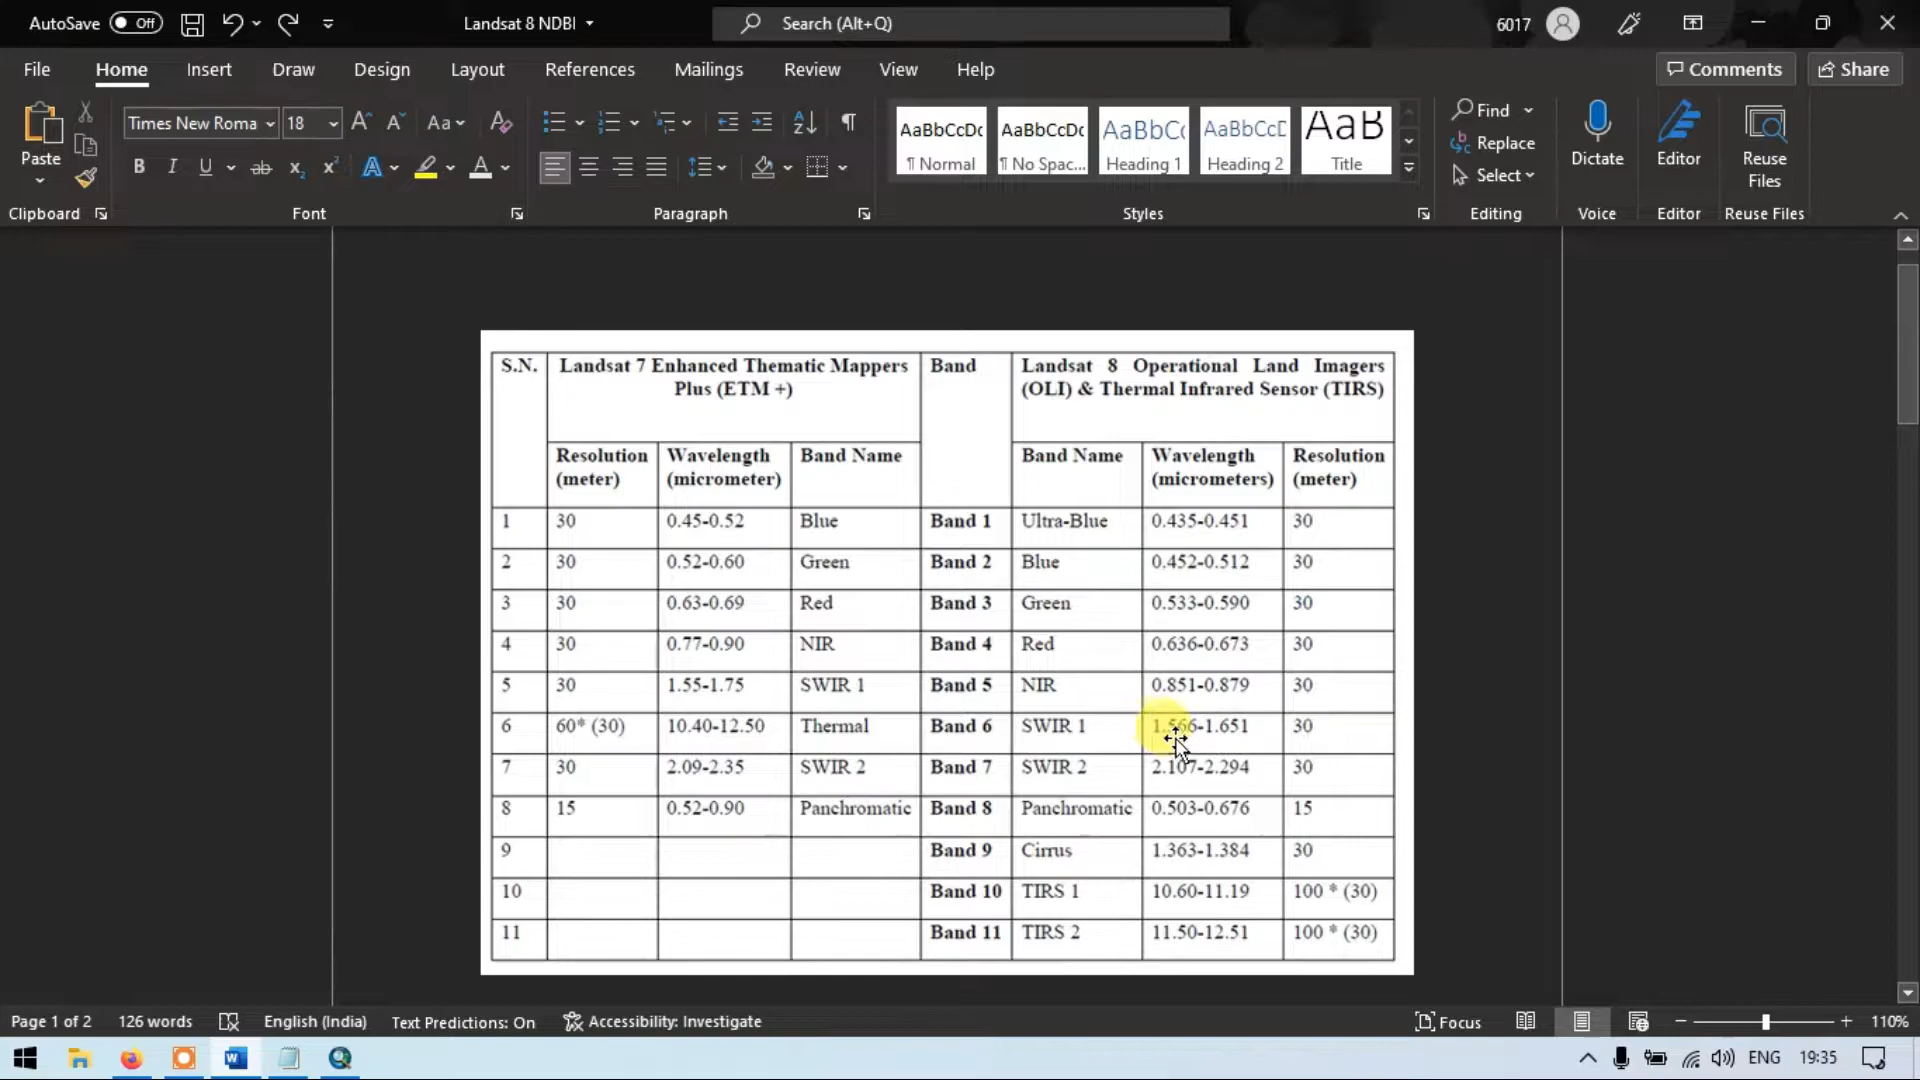 AutoSave Off Landsat 8 NDBI Search (Alt+Q) 6017
File Home Insert Draw Design Layout References Mailings Review View Help Comments Share
Paste Times New Roma 18 Aa AaBbCcDc AaBbCcDc AaBbC AaBbCcD AaB Find
Replace
B I U ab x₂ x² A A ¶ Normal ¶ No Spac... Heading 1 Heading 2 Title Select Dictate Editor Reuse Files
Clipboard Font Paragraph Styles Editing Voice Editor Reuse Files
S.N. Landsat 7 Enhanced Thematic Mappers Plus (ETM +) Band Landsat 8 Operational Land Imagers (OLI) & Thermal Infrared Sensor (TIRS)
Resolution (meter) Wavelength (micrometer) Band Name Band Name Wavelength (micrometers) Resolution (meter)
1 30 0.45-0.52 Blue Band 1 Ultra-Blue 0.435-0.451 30
2 30 0.52-0.60 Green Band 2 Blue 0.452-0.512 30
3 30 0.63-0.69 Red Band 3 Green 0.533-0.590 30
4 30 0.77-0.90 NIR Band 4 Red 0.636-0.673 30
5 30 1.55-1.75 SWIR 1 Band 5 NIR 0.851-0.879 30
6 60* (30) 10.40-12.50 Thermal Band 6 SWIR 1 1.566-1.651 30
7 30 2.09-2.35 SWIR 2 Band 7 SWIR 2 2.107-2.294 30
8 15 0.52-0.90 Panchromatic Band 8 Panchromatic 0.503-0.676 15
9 Band 9 Cirrus 1.363-1.384 30
10 Band 10 TIRS 1 10.60-11.19 100 * (30)
11 Band 11 TIRS 2 11.50-12.51 100 * (30)
Page 1 of 2 126 words English (India) Text Predictions: On Accessibility: Investigate Focus 110%
ENG 19:35